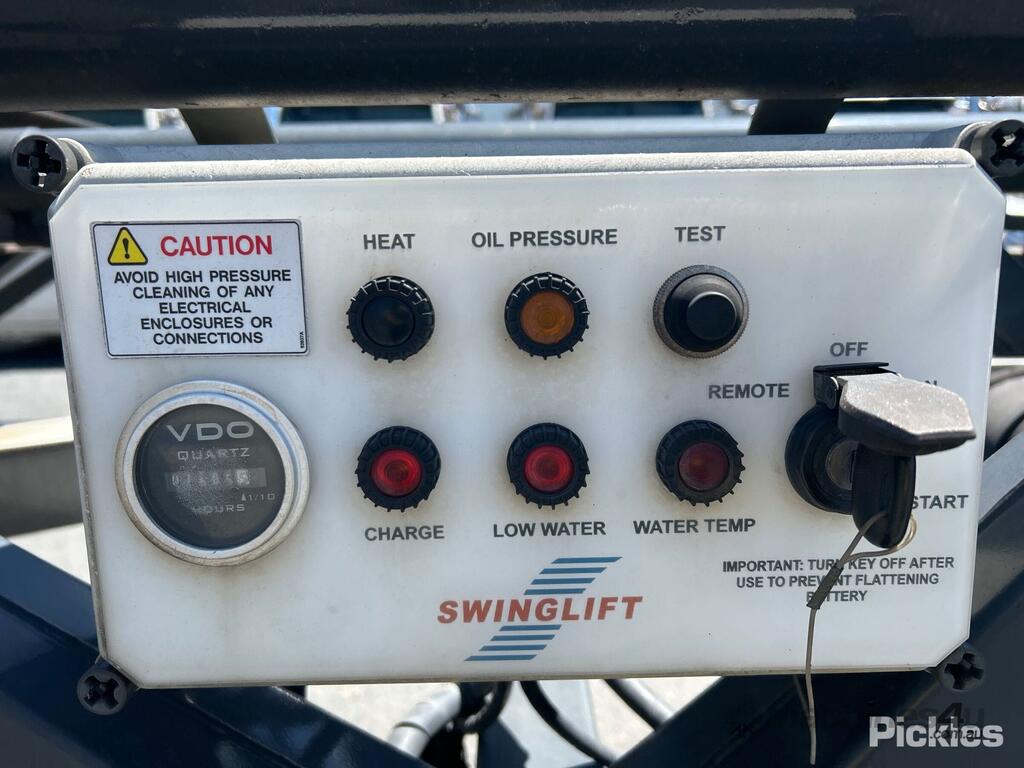 CAUTION
AVOID HIGH PRESSURE
CLEANING OF ANY
ELECTRICAL
ENCLOSURES OR
CONNECTIONS
HEAT
OIL PRESSURE
TEST
OFF
REMOTE
VDO
QUARTZ
1/10
HOURS
CHARGE
LOW WATER
WATER TEMP
START
IMPORTANT: TURN KEY OFF AFTER
USE TO PREVENT FLATTENING
BATTERY
SWINGLIFT
Pickles
.com.au